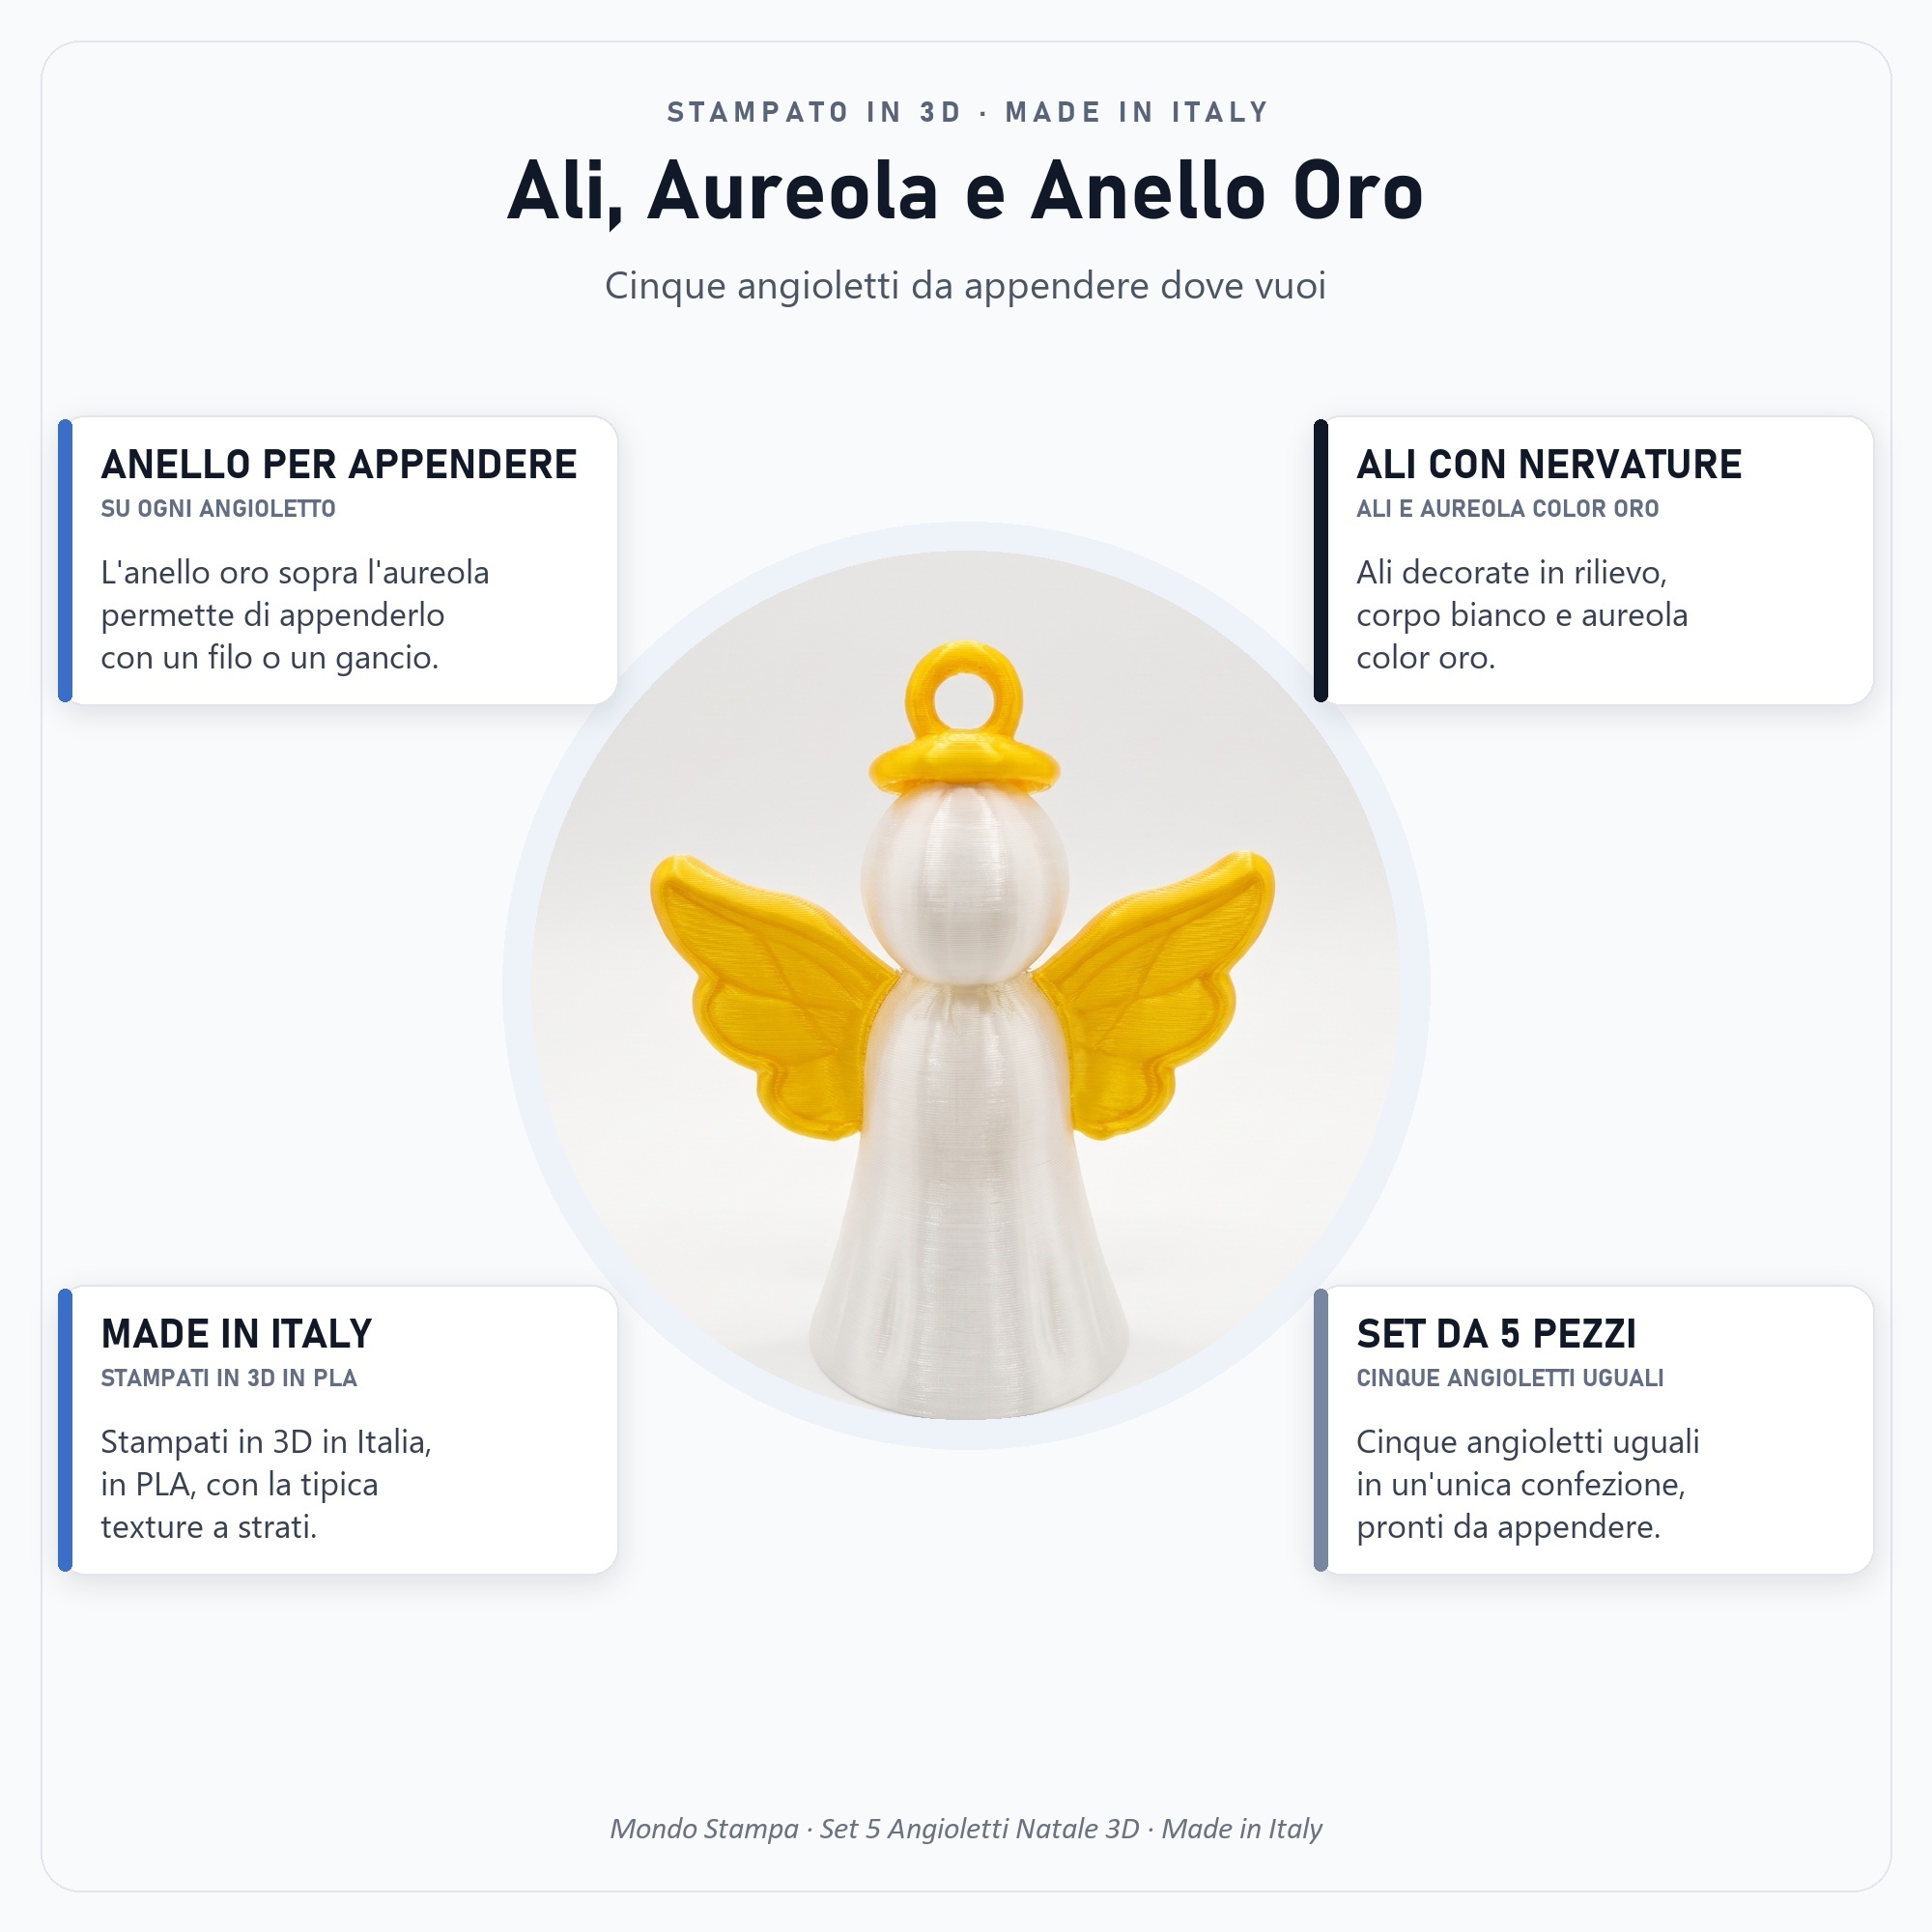 STAMPATO IN 3D · MADE IN ITALY
Ali, Aureola e Anello Oro
Cinque angioletti da appendere dove vuoi
ANELLO PER APPENDERE
SU OGNI ANGIOLETTO
L'anello oro sopra l'aureola
permette di appenderlo
con un filo o un gancio.
ALI CON NERVATURE
ALI E AUREOLA COLOR ORO
Ali decorate in rilievo,
corpo bianco e aureola
color oro.
MADE IN ITALY
STAMPATI IN 3D IN PLA
Stampati in 3D in Italia,
in PLA, con la tipica
texture a strati.
SET DA 5 PEZZI
CINQUE ANGIOLETTI UGUALI
Cinque angioletti uguali
in un'unica confezione,
pronti da appendere.
Mondo Stampa · Set 5 Angioletti Natale 3D · Made in Italy